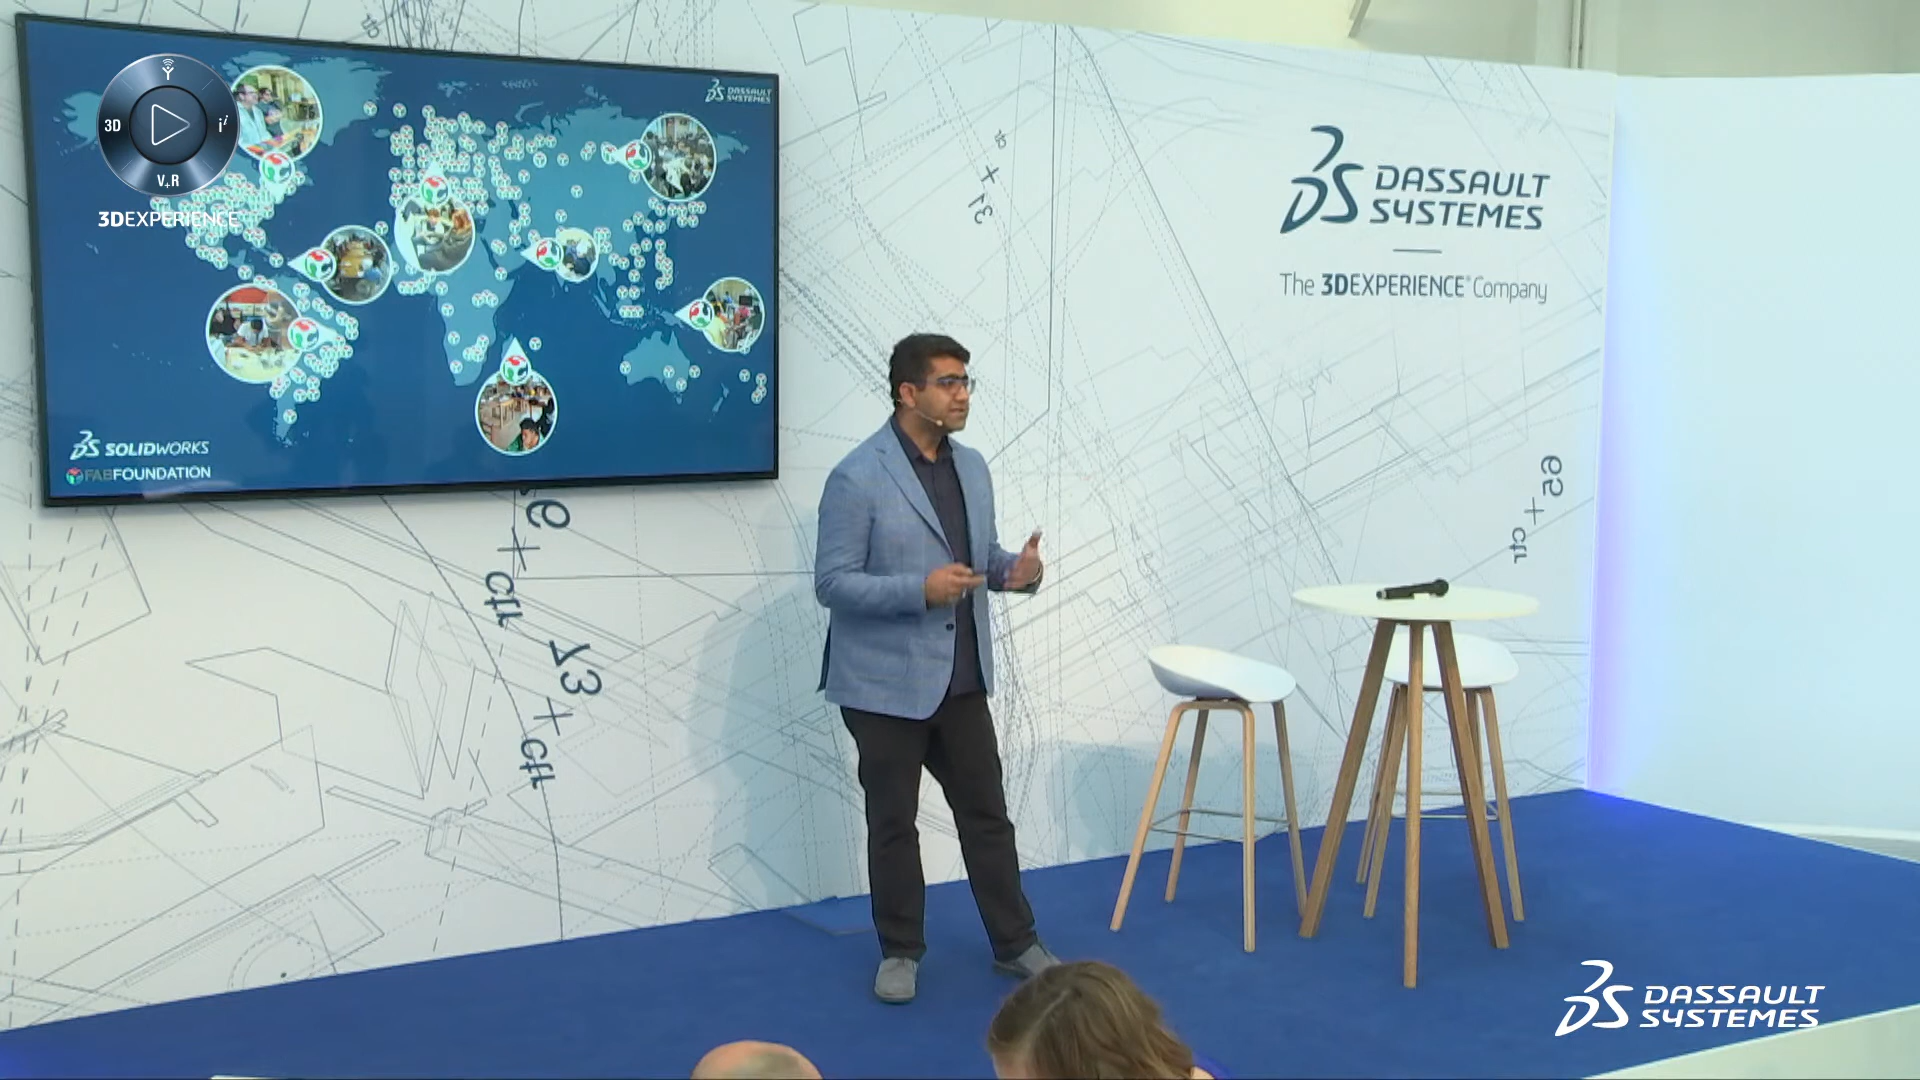 3D
i
V+R
3DEXPERIENCE
DASSAULT
SYSTEMES
SOLIDWORKS
FABFOUNDATION
DASSAULT
SYSTEMES
The 3DEXPERIENCE® Company
DASSAULT
SYSTEMES